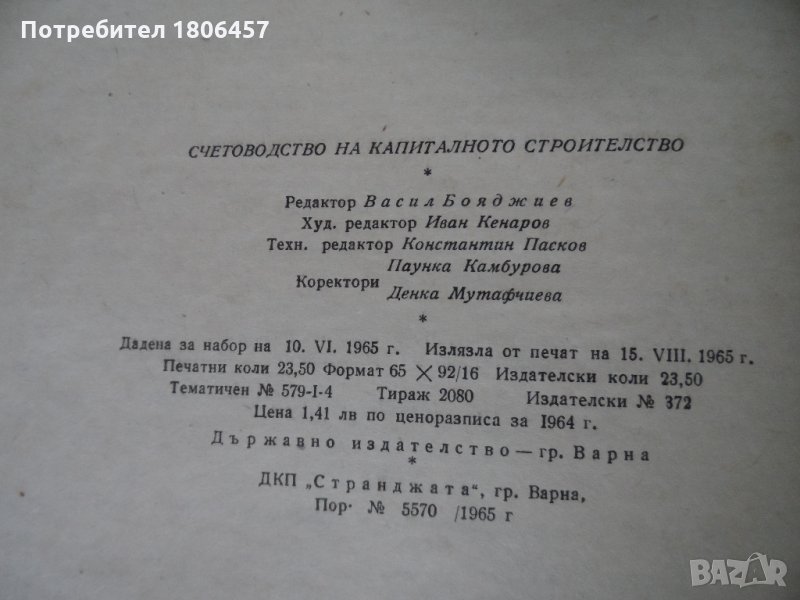 Потребител 1806457
СЧЕТОВОДСТВО НА КАПИТАЛНОТО СТРОИТЕЛСТВО
*
Редактор Васил Бояджиев
Худ. редактор Иван Кенаров
Техн. редактор Константин Пасков
Коректори Паунка Камбурова
Денка Мутафчиева
*
Дадена за набор на 10. VI. 1965 г. Излязла от печат на 15. VIII. 1965 г.
Печатни коли 23,50 Формат 65 × 92/16 Издателски коли 23,50
Тематичен № 579-I-4 Тираж 2080 Издателски № 372
Цена 1,41 лв по ценоразписа за 1964 г.
Държавно издателство — гр. Варна
*
ДКП „Странджата“, гр. Варна,
Пор. № 5570 /1965 г
BAZAR